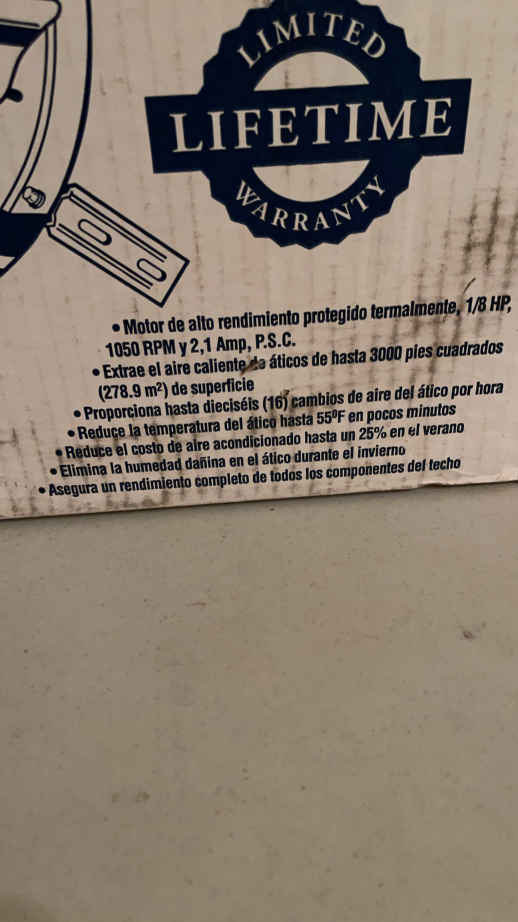 LIMITED
LIFETIME
WARRANTY
• Motor de alto rendimiento protegido termalmente, 1/8 HP,
1050 RPM y 2,1 Amp, P.S.C.
• Extrae el aire caliente de áticos de hasta 3000 pies cuadrados
(278.9 m²) de superficie
• Proporçiona hasta dieciséis (16) cambios de aire del ático por hora
• Reduce la temperatura del ático hasta 55ºF en pocos minutos
• Reduce el costo de aire acondicionado hasta un 25% en el verano
• Elimina la humedad dañina en el ático durante el invierno
• Asegura un rendimiento completo de todos los componentes del techo